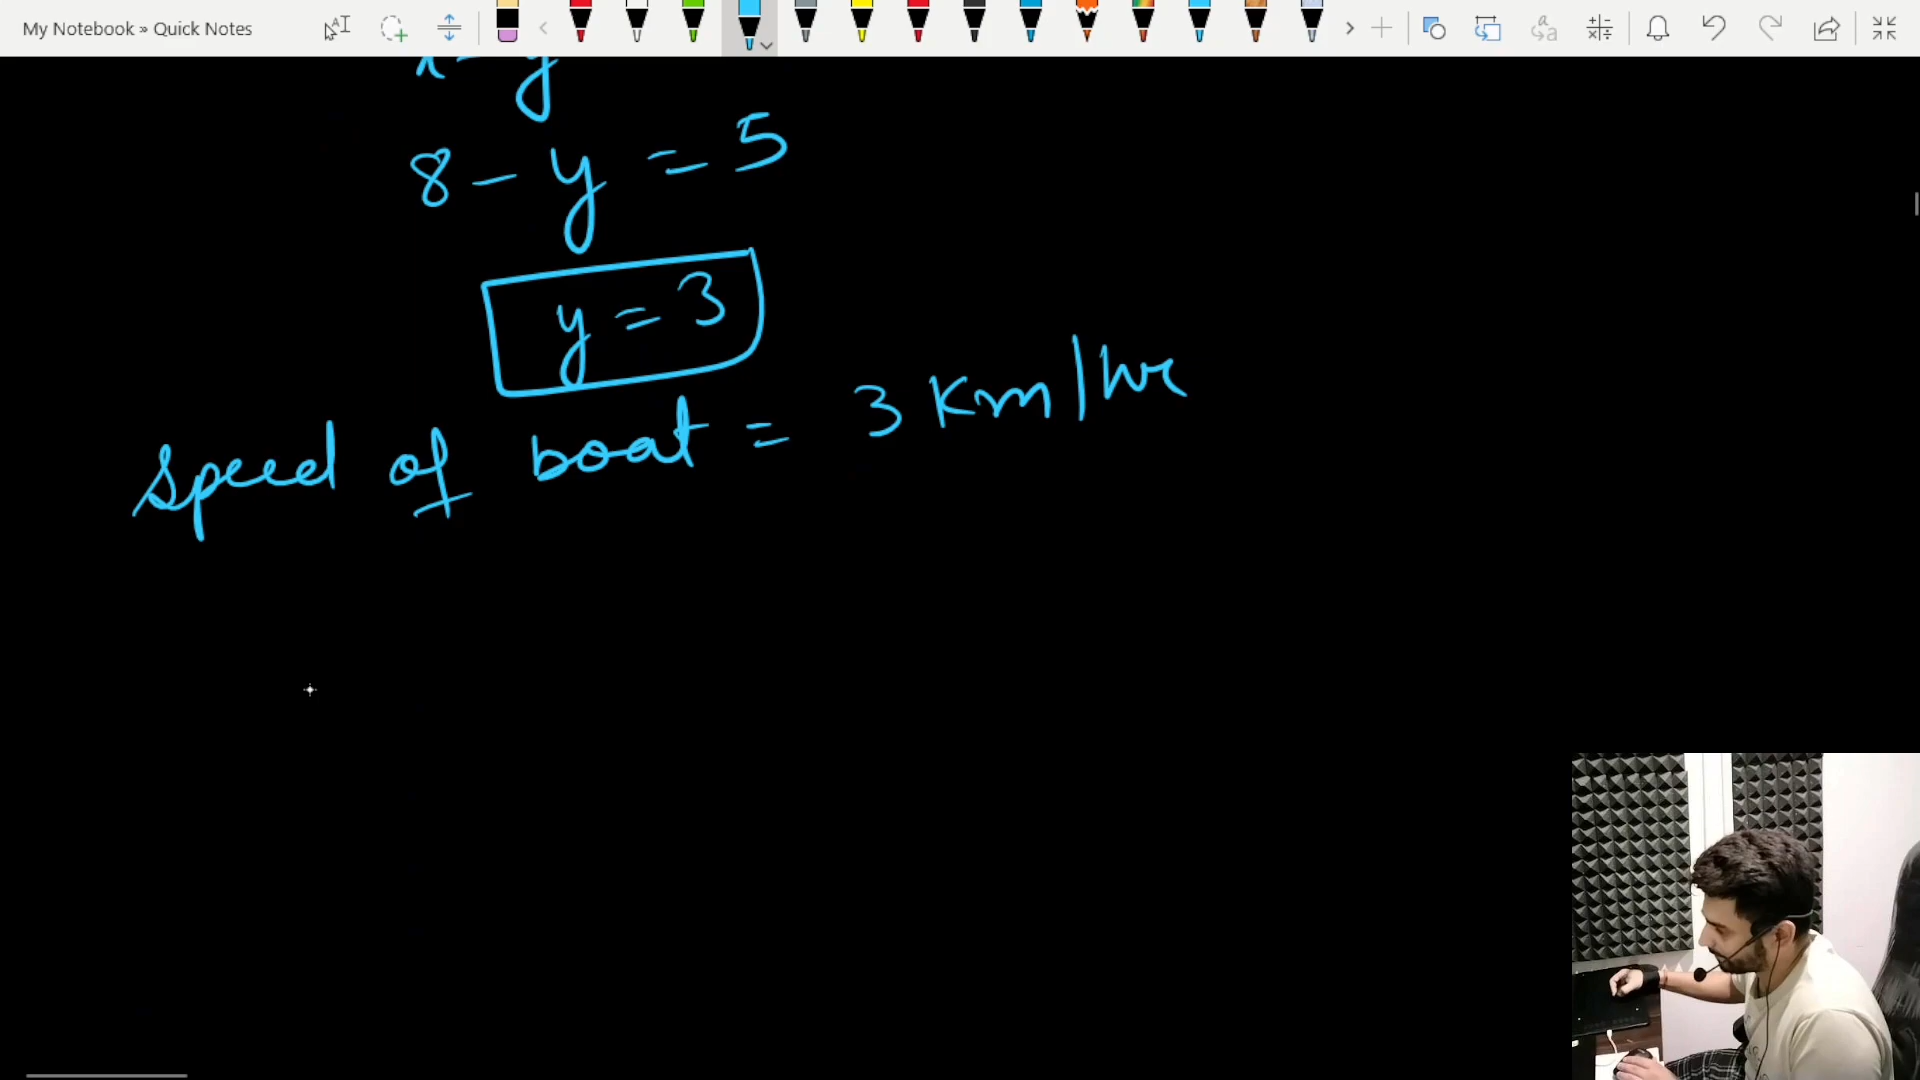 My Notebook » Quick Notes
x - y
8 - y = 5
y = 3
Speed of boat = 3 Km/hr